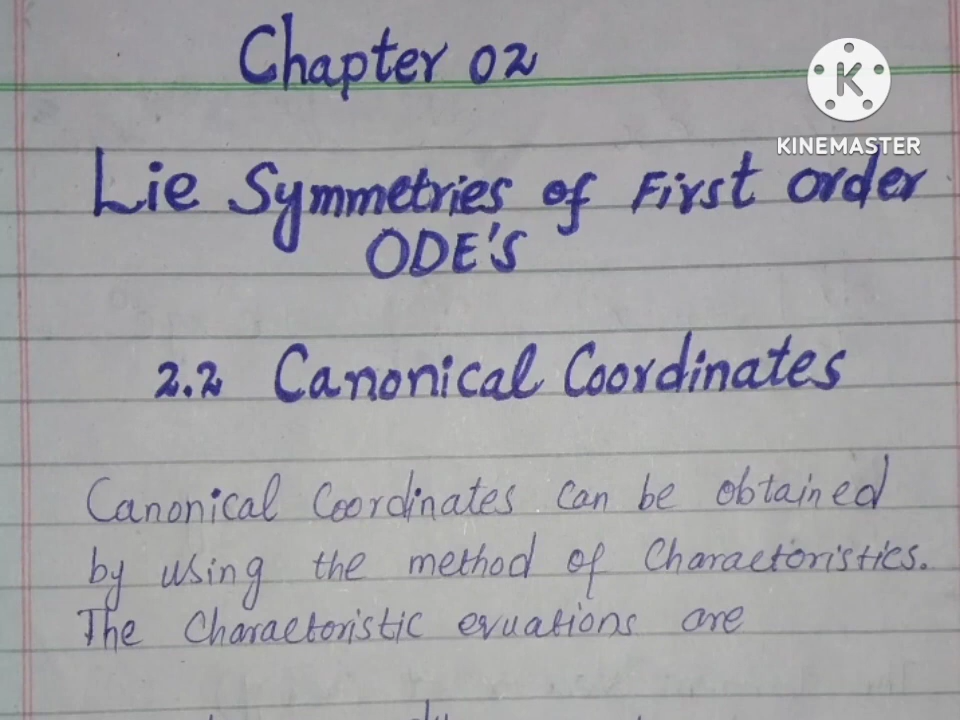 Chapter 02
K
KINEMASTER
Lie Symmetries of First order
ODE'S
2.2 Canonical Coordinates
Canonical Coordinates can be obtained
by using the method of Charactoristics.
The Charactoristic equations are